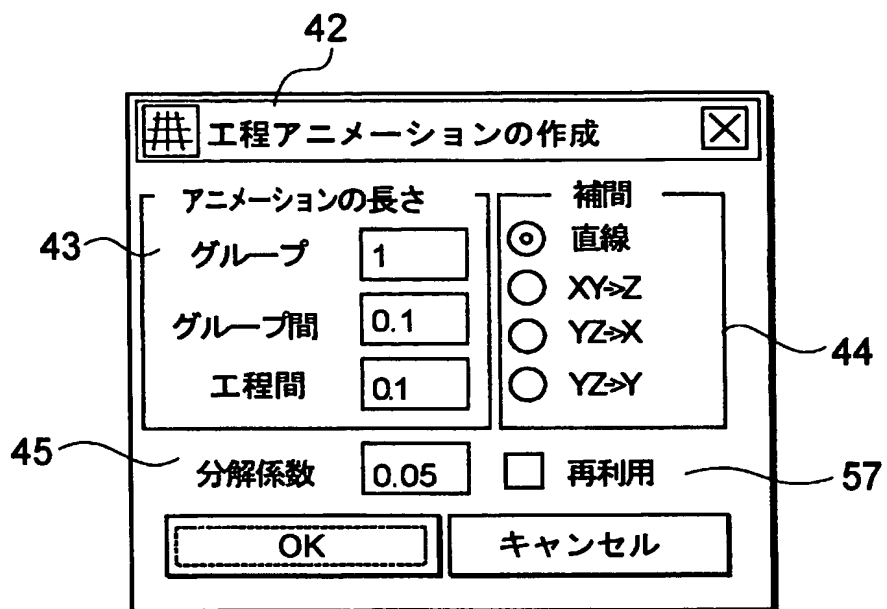 42
工程アニメーションの作成
アニメーションの長さ
補間
43
グループ 1
直線
グループ間 0.1
XY->Z
YZ->X
44
工程間 0.1
YZ->Y
45
分解係数 0.05
再利用
57
OK
キャンセル